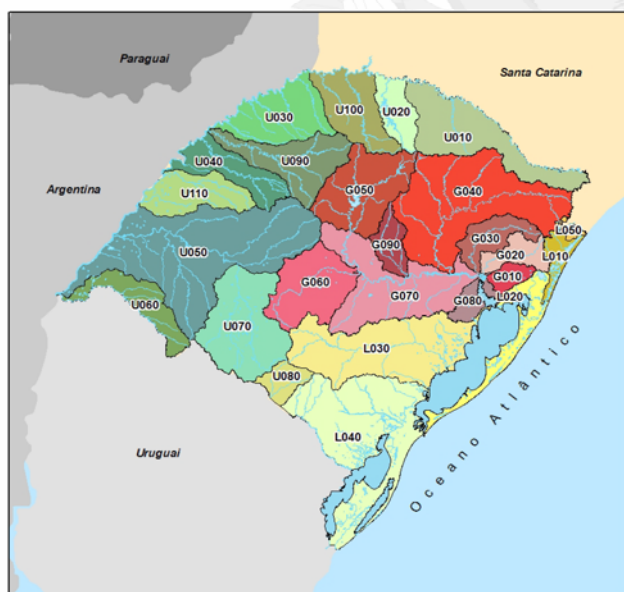 Paraguai
Santa Catarina
Argentina
Uruguai
Oceano Atlântico
U030
U100
U020
U010
U040
U090
U110
G050
G040
L050
U050
G090
G030
L010
G020
G010
U060
G060
G070
G080
L020
U070
L030
U080
L040